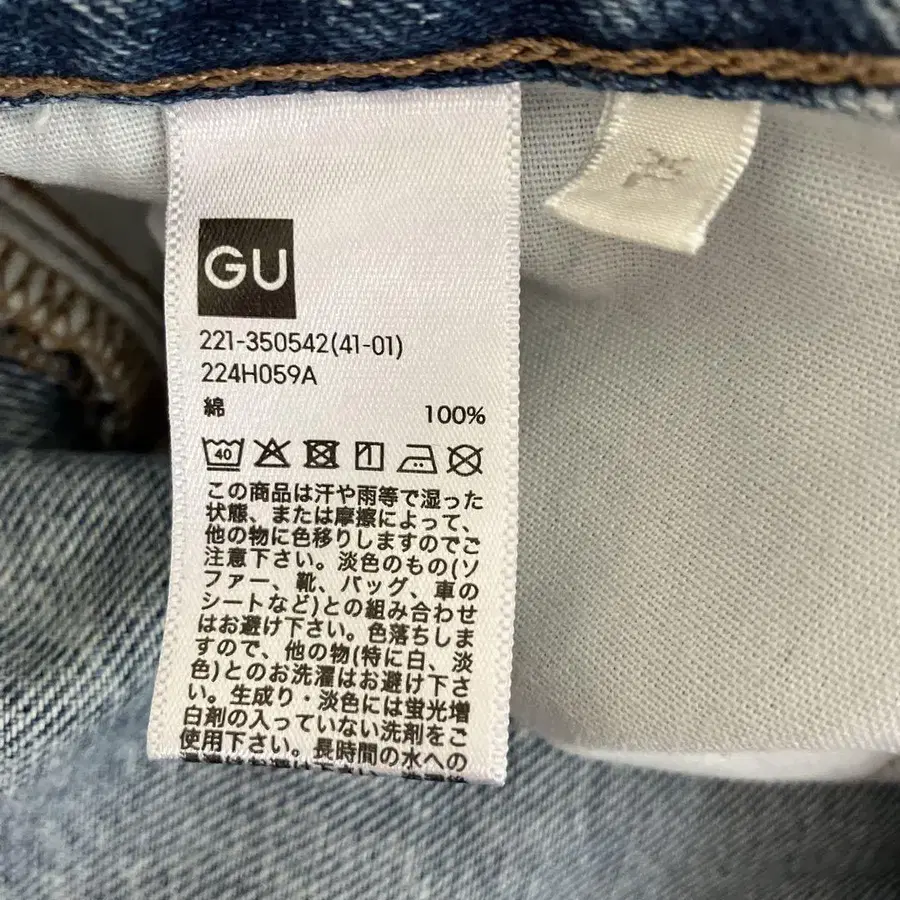 GU
221-350542(41-01)
224H059A
綿 100%
40
この商品は汗や雨等で湿った
状態、または摩擦によって、
他の物に色移りしますのでご
注意下さい。淡色のもの(ソ
ファー、靴、バッグ、車の
シートなど)との組み合わせ
はお避け下さい。色落ちしま
すので、他の物(特に白、淡
色)とのお洗濯はお避け下さ
い。生成り・淡色には蛍光増
白剤の入っていない洗剤をご
使用下さい。長時間の水への